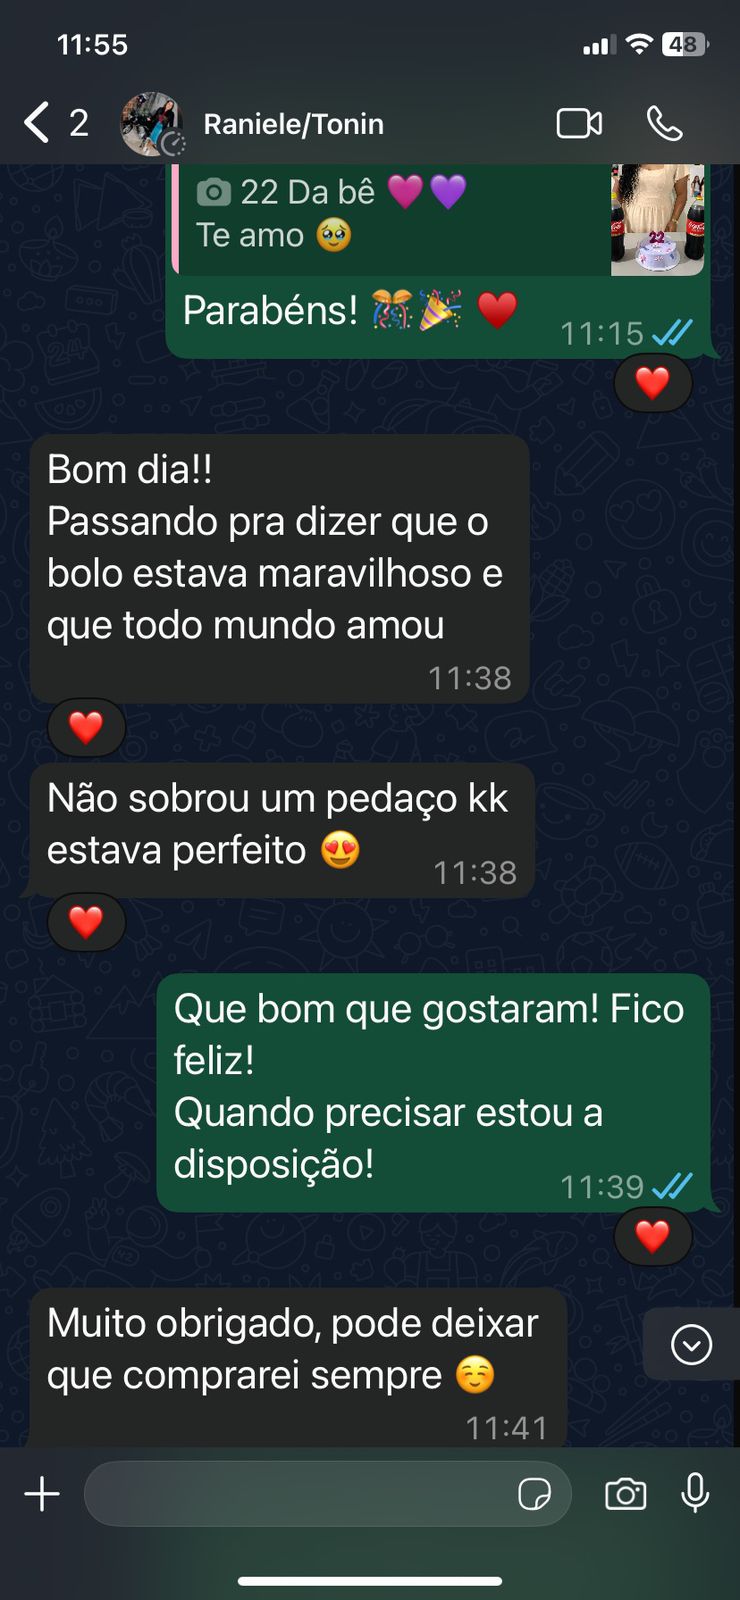 11:55
48
2
Raniele/Tonin
22 Da bê 💜💜
Te amo 🥹
Parabéns! 🎊🎉 ♥️
11:15
Bom dia!!
Passando pra dizer que o
bolo estava maravilhoso e
que todo mundo amou
11:38
Não sobrou um pedaço kk
estava perfeito 😍
11:38
Que bom que gostaram! Fico
feliz!
Quando precisar estou a
disposição!
11:39
Muito obrigado, pode deixar
que comprarei sempre ☺️
11:41